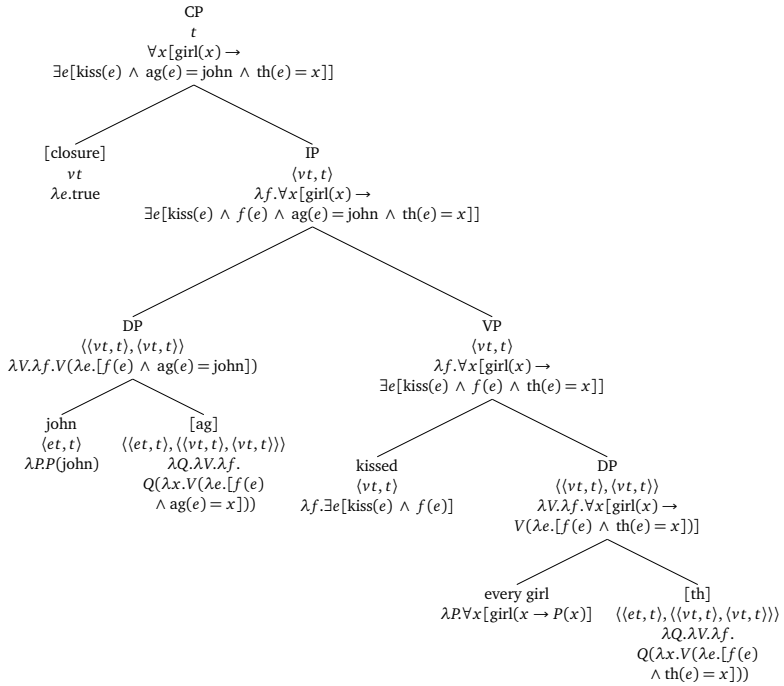 CP
t
∀x[girl(x) →
∃e[kiss(e) ∧ ag(e) = john ∧ th(e) = x]]
[closure]
vt
λe.true
IP
⟨vt, t⟩
λf.∀x[girl(x) →
∃e[kiss(e) ∧ f(e) ∧ ag(e) = john ∧ th(e) = x]]
DP
⟨⟨vt, t⟩, ⟨vt, t⟩⟩
λV.λf.V(λe.[f(e) ∧ ag(e) = john])
VP
⟨vt, t⟩
λf.∀x[girl(x) →
∃e[kiss(e) ∧ f(e) ∧ th(e) = x]]
john
⟨et, t⟩
λP.P(john)
[ag]
⟨⟨et, t⟩, ⟨⟨vt, t⟩, ⟨vt, t⟩⟩⟩
λQ.λV.λf.
Q(λx.V(λe.[f(e)
∧ ag(e) = x]))
kissed
⟨vt, t⟩
λf.∃e[kiss(e) ∧ f(e)]
DP
⟨⟨vt, t⟩, ⟨vt, t⟩⟩
λV.λf.∀x[girl(x) →
V(λe.[f(e) ∧ th(e) = x])]
every girl
λP.∀x[girl(x → P(x)]
[th]
⟨⟨et, t⟩, ⟨⟨vt, t⟩, ⟨vt, t⟩⟩⟩
λQ.λV.λf.
Q(λx.V(λe.[f(e)
∧ th(e) = x]))